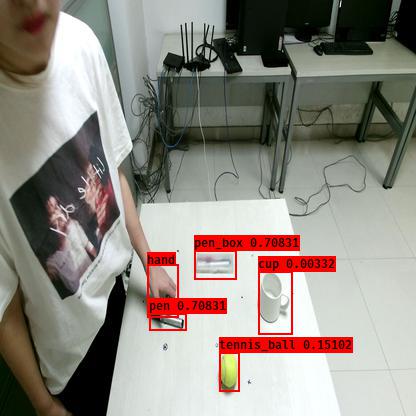 pen_box 0.70831
hand
cup 0.00332
pen 0.70831
tennis_ball 0.15102